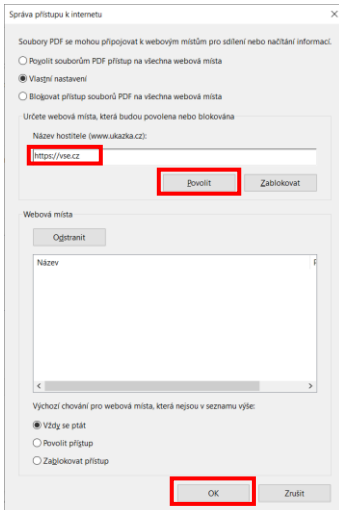 Správa přístupu k internetu
Soubory PDF se mohou připojovat k webovým místům pro sdílení nebo načítání informací.
Povolit souborům PDF přístup na všechna webová místa
Vlastní nastavení
Blokovat přístup souborů PDF na všechna webová místa
Určete webová místa, která budou povolena nebo blokována
Název hostitele (www.ukazka.cz):
https://vse.cz
Povolit
Zablokovat
Webová místa
Odstranit
Název
Výchozí chování pro webová místa, která nejsou v seznamu výše:
Vždy se ptát
Povolit přístup
Zablokovat přístup
OK
Zrušit